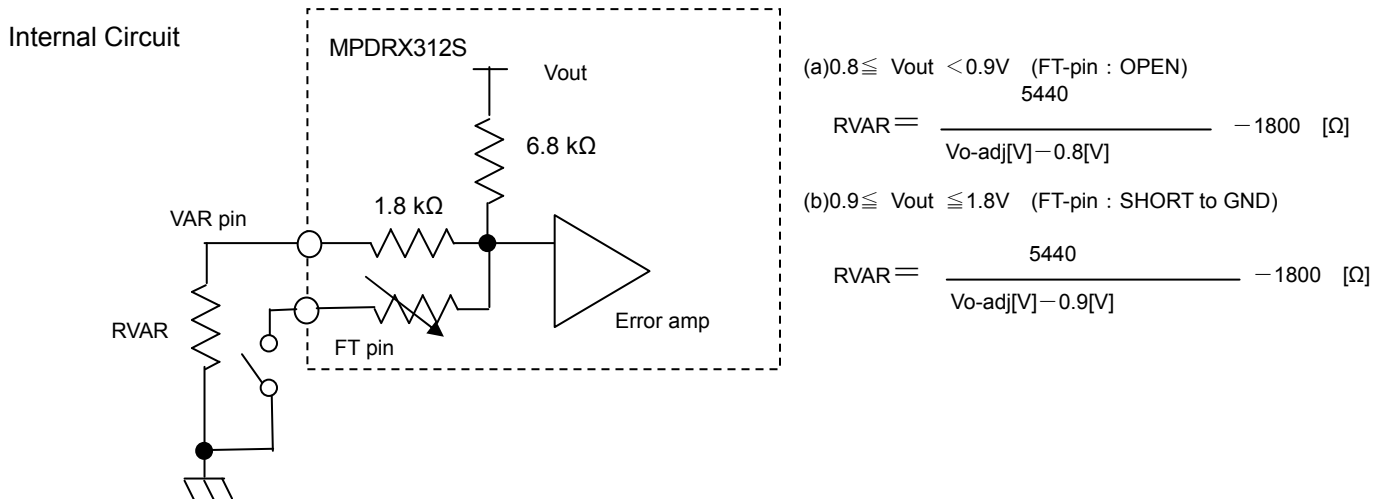 Internal Circuit
MPDRX312S
Vout
6.8 kΩ
1.8 kΩ
VAR pin
RVAR
FT pin
Error amp
(a)0.8≦ Vout <0.9V (FT-pin : OPEN)
5440
RVAR= －1800 [Ω]
Vo-adj[V]－0.8[V]
(b)0.9≦ Vout ≦1.8V (FT-pin : SHORT to GND)
5440
RVAR= －1800 [Ω]
Vo-adj[V]－0.9[V]